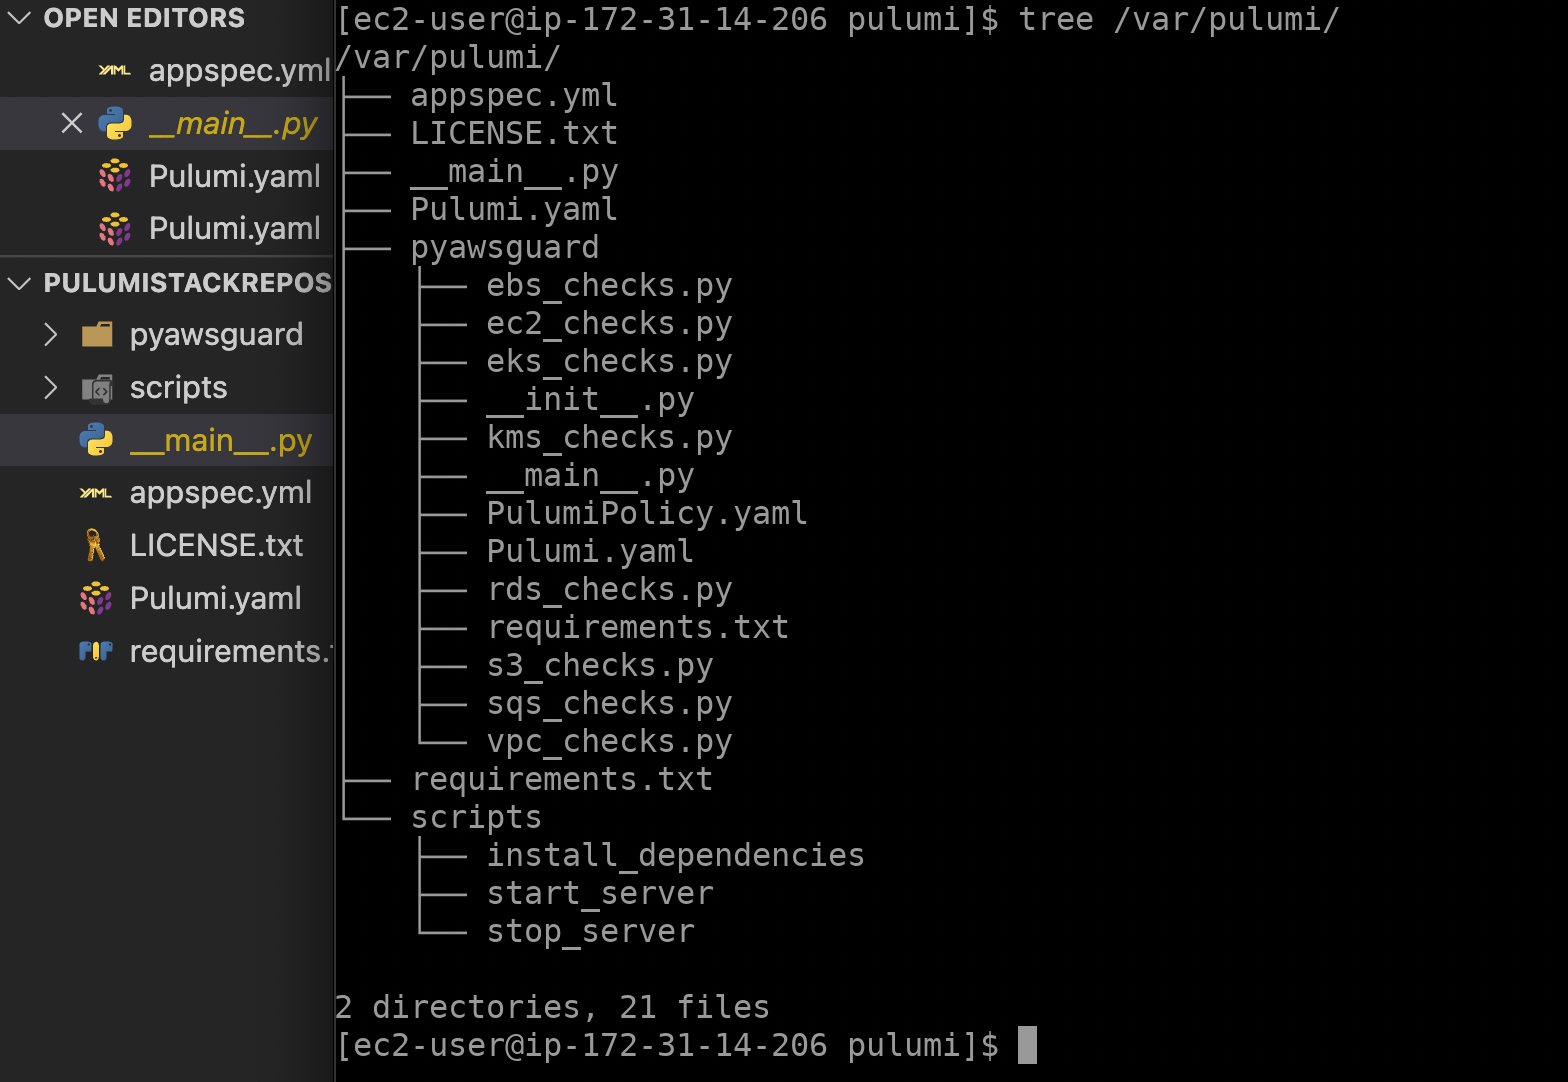 OPEN EDITORS
YAML appspec.yml
__main__.py
Pulumi.yaml
Pulumi.yaml
PULUMISTACKREPOS
pyawsguard
scripts
__main__.py
YAML appspec.yml
LICENSE.txt
Pulumi.yaml
requirements.
[ec2-user@ip-172-31-14-206 pulumi]$ tree /var/pulumi/
/var/pulumi/
├── appspec.yml
├── LICENSE.txt
├── __main__.py
├── Pulumi.yaml
├── pyawsguard
│   ├── ebs_checks.py
│   ├── ec2_checks.py
│   ├── eks_checks.py
│   ├── __init__.py
│   ├── kms_checks.py
│   ├── __main__.py
│   ├── PulumiPolicy.yaml
│   ├── Pulumi.yaml
│   ├── rds_checks.py
│   ├── requirements.txt
│   ├── s3_checks.py
│   ├── sqs_checks.py
│   └── vpc_checks.py
├── requirements.txt
└── scripts
    ├── install_dependencies
    ├── start_server
    └── stop_server
2 directories, 21 files
[ec2-user@ip-172-31-14-206 pulumi]$